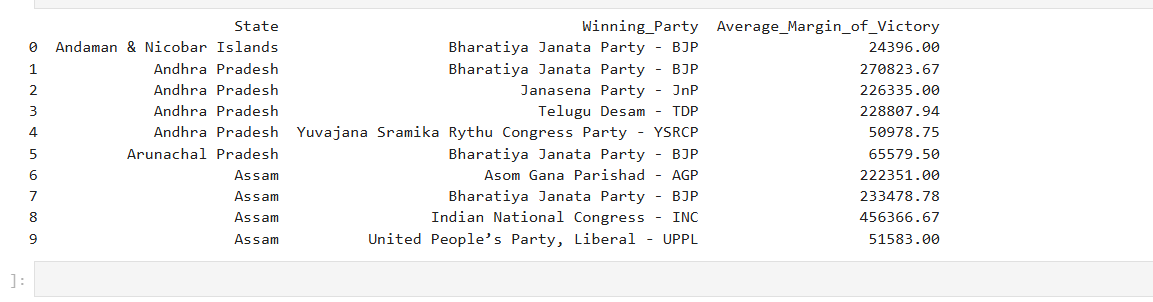 State Winning_Party Average_Margin_of_Victory
0 Andaman & Nicobar Islands Bharatiya Janata Party - BJP 24396.00
1 Andhra Pradesh Bharatiya Janata Party - BJP 270823.67
2 Andhra Pradesh Janasena Party - JnP 226335.00
3 Andhra Pradesh Telugu Desam - TDP 228807.94
4 Andhra Pradesh Yuvajana Sramika Rythu Congress Party - YSRCP 50978.75
5 Arunachal Pradesh Bharatiya Janata Party - BJP 65579.50
6 Assam Asom Gana Parishad - AGP 222351.00
7 Assam Bharatiya Janata Party - BJP 233478.78
8 Assam Indian National Congress - INC 456366.67
9 Assam United People’s Party, Liberal - UPPL 51583.00
]: